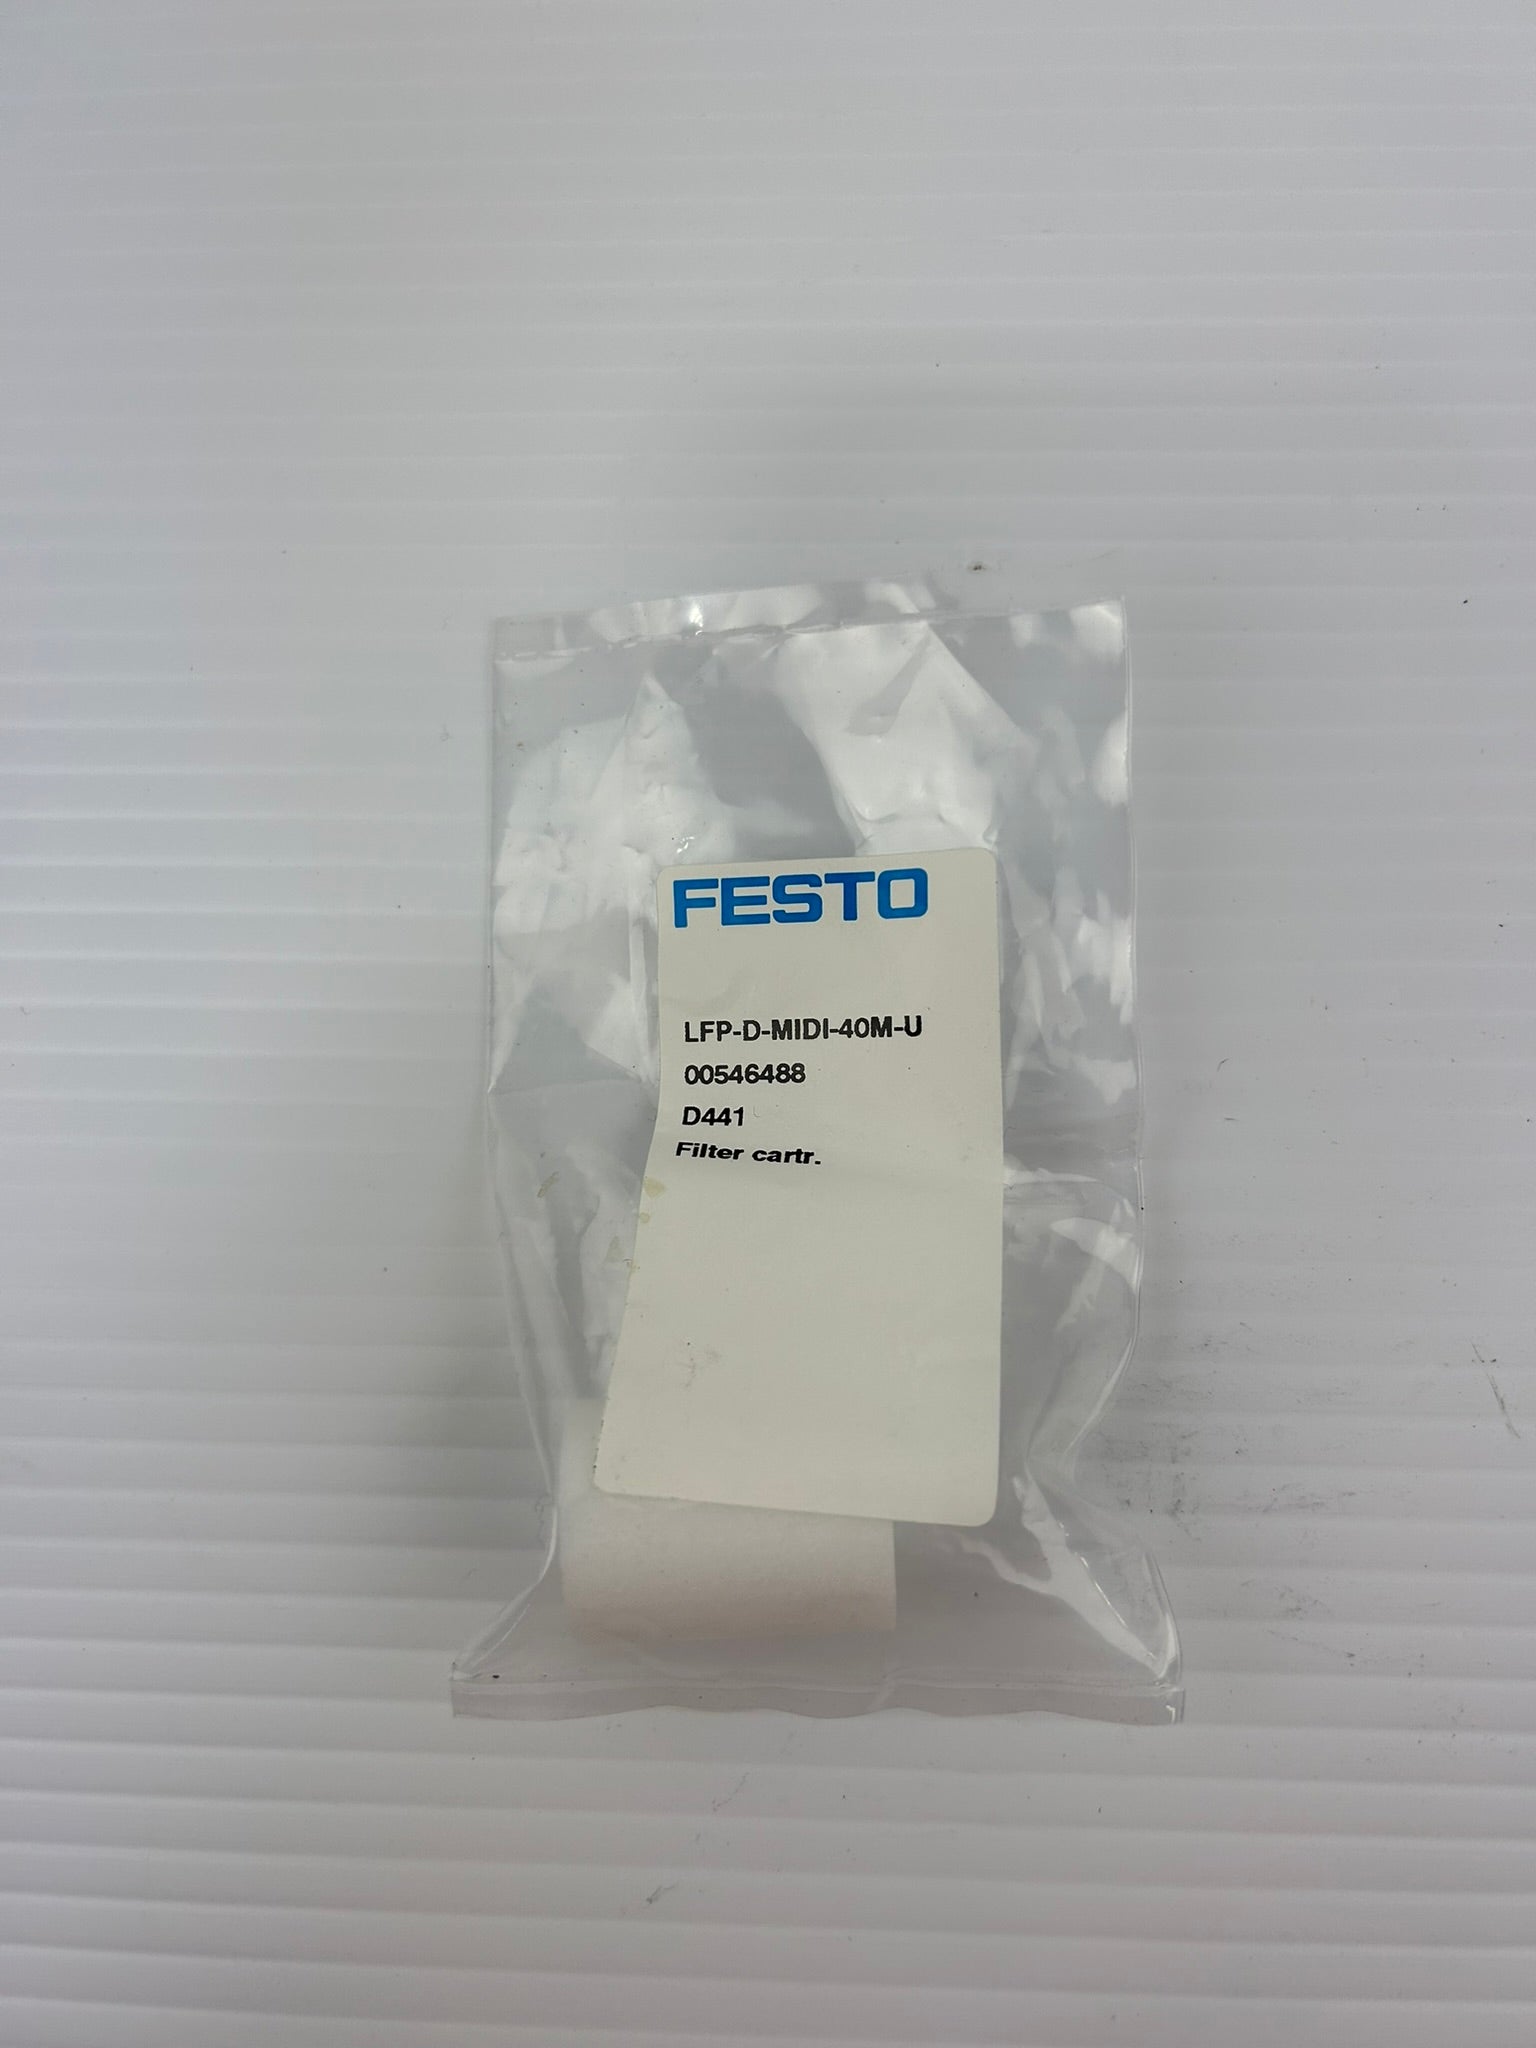 FESTO
LFP-D-MIDI-40M-U
00546488
D441
Filter cartr.